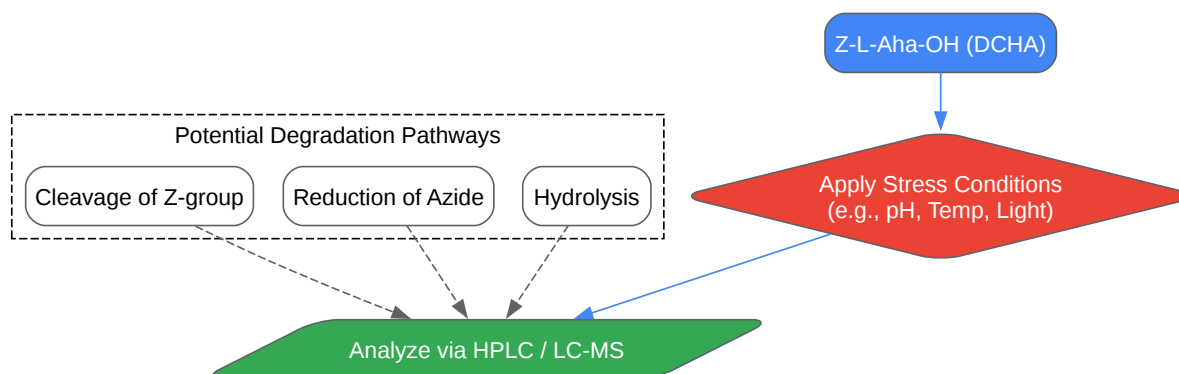 Z-L-Aha-OH (DCHA)
Potential Degradation Pathways
Cleavage of Z-group
Reduction of Azide
Hydrolysis
Apply Stress Conditions
(e.g., pH, Temp, Light)
Analyze via HPLC / LC-MS